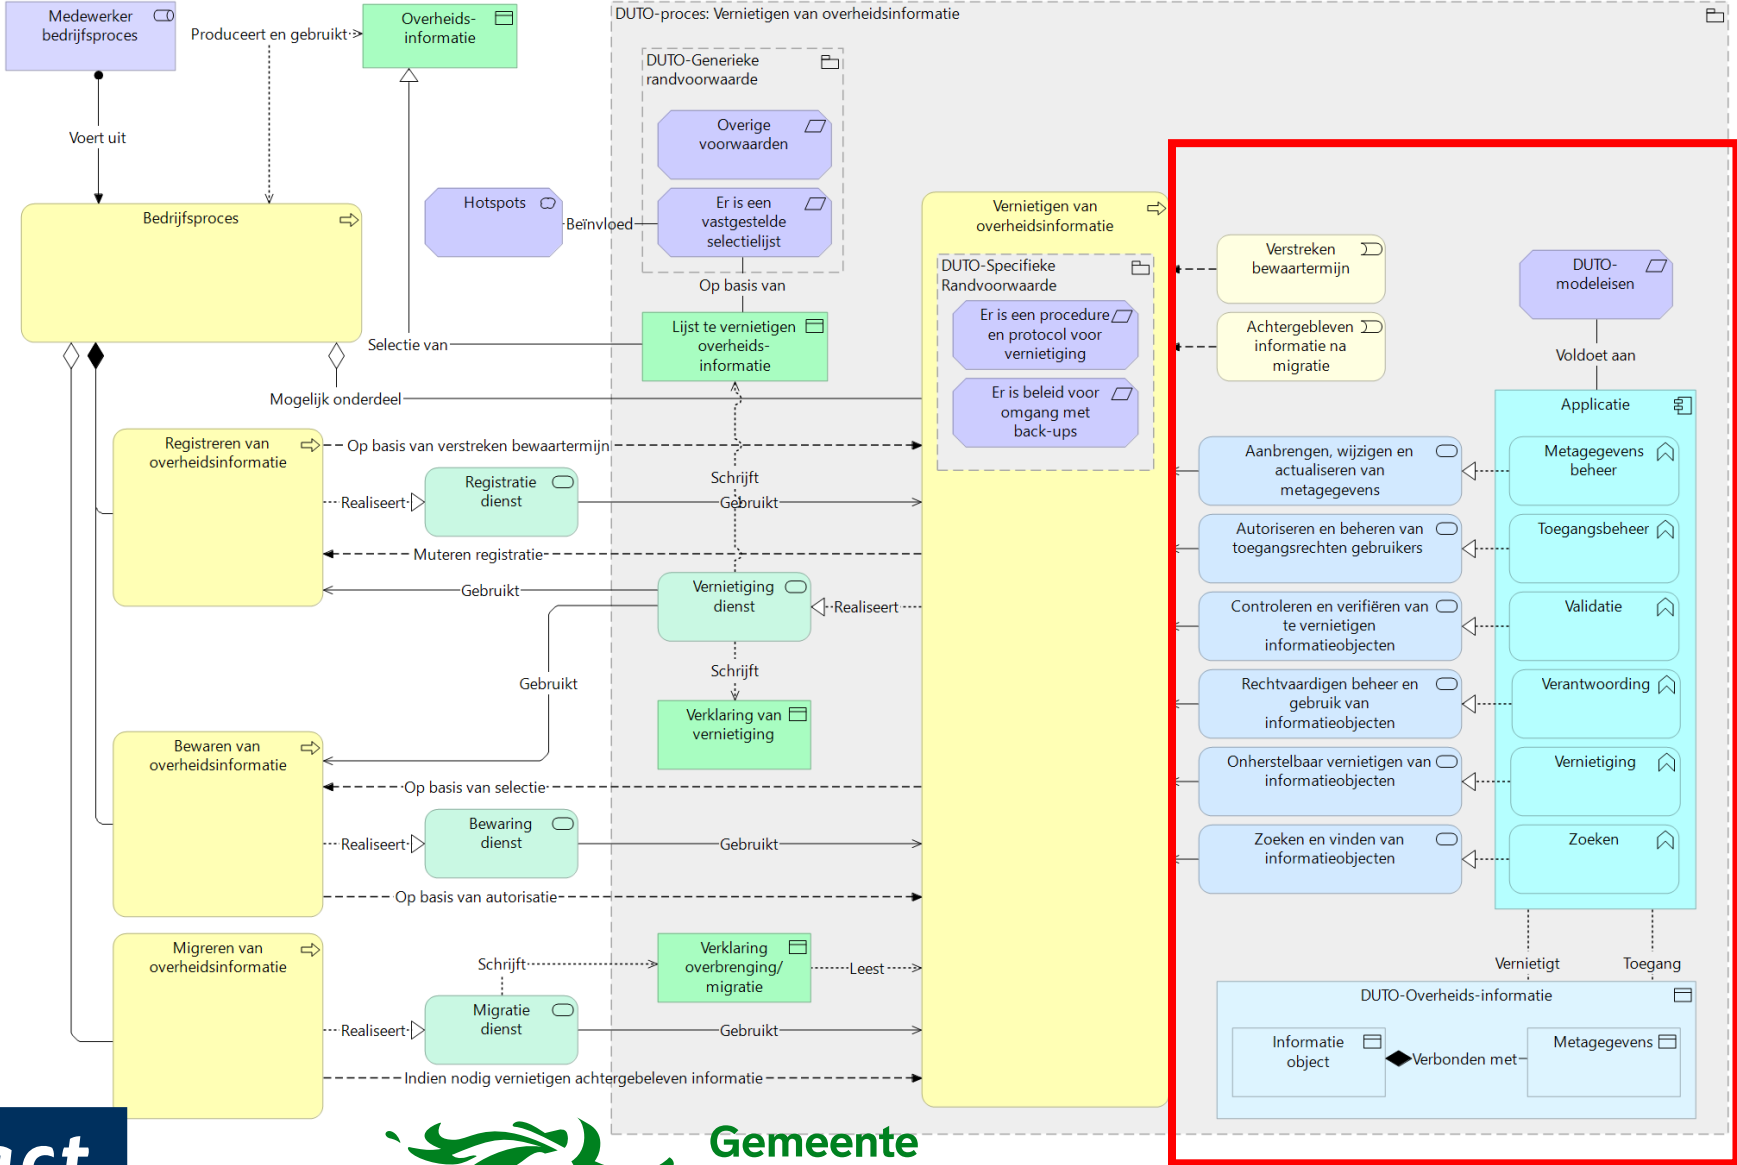 Medewerker
bedrijfsproces
Produceert en gebruikt
Overheids-
informatie
DUTO-proces: Vernietigen van overheidsinformatie
DUTO-Generieke
randvoorwaarde
Overige
voorwaarden
Voert uit
Hotspots
Beïnvloed
Er is een
vastgestelde
selectielijst
Bedrijfsproces
Op basis van
Selectie van
Lijst te vernietigen
overheids-
informatie
Mogelijk onderdeel
Vernietigen van
overheidsinformatie
DUTO-Specifieke
Randvoorwaarde
Er is een procedure
en protocol voor
vernietiging
Er is beleid voor
omgang met
back-ups
Verstreken
bewaartermijn
Achtergebleven
informatie na
migratie
DUTO-
modeleisen
Voldoet aan
Applicatie
Registreren van
overheidsinformatie
Op basis van verstreken bewaartermijn
Registratie
dienst
Realiseert
Schrijft
Gebruikt
Muteren registratie
Gebruikt
Vernietiging
dienst
Realiseert
Schrijft
Gebruikt
Verklaring van
vernietiging
Bewaren van
overheidsinformatie
Op basis van selectie
Bewaring
dienst
Realiseert
Gebruikt
Op basis van autorisatie
Migreren van
overheidsinformatie
Schrijft
Verklaring
overbrenging/
migratie
Leest
Migratie
dienst
Realiseert
Gebruikt
Indien nodig vernietigen achtergebeleven informatie
Aanbrengen, wijzigen en
actualiseren van
metagegevens
Metagegevens
beheer
Autoriseren en beheren van
toegangsrechten gebruikers
Toegangsbeheer
Controleren en verifiëren van
te vernietigen
informatieobjecten
Validatie
Rechtvaardigen beheer en
gebruik van
informatieobjecten
Verantwoording
Onherstelbaar vernietigen van
informatieobjecten
Vernietiging
Zoeken en vinden van
informatieobjecten
Zoeken
Vernietigt
Toegang
DUTO-Overheids-informatie
Informatie
object
Verbonden met
Metagegevens
act
Gemeente